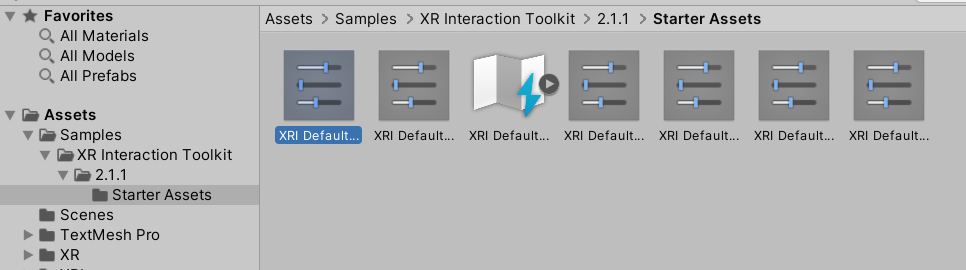 Favorites
All Materials
All Models
All Prefabs
Assets
Samples
XR Interaction Toolkit
2.1.1
Starter Assets
Scenes
TextMesh Pro
XR
Assets > Samples > XR Interaction Toolkit > 2.1.1 > Starter Assets
XRI Default... XRI Default... XRI Default... XRI Default... XRI Default... XRI Default... XRI Default...